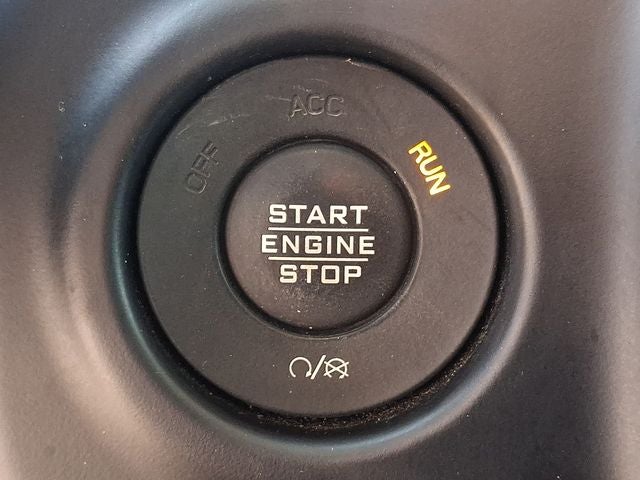 OFF
ACC
RUN
START
ENGINE
STOP